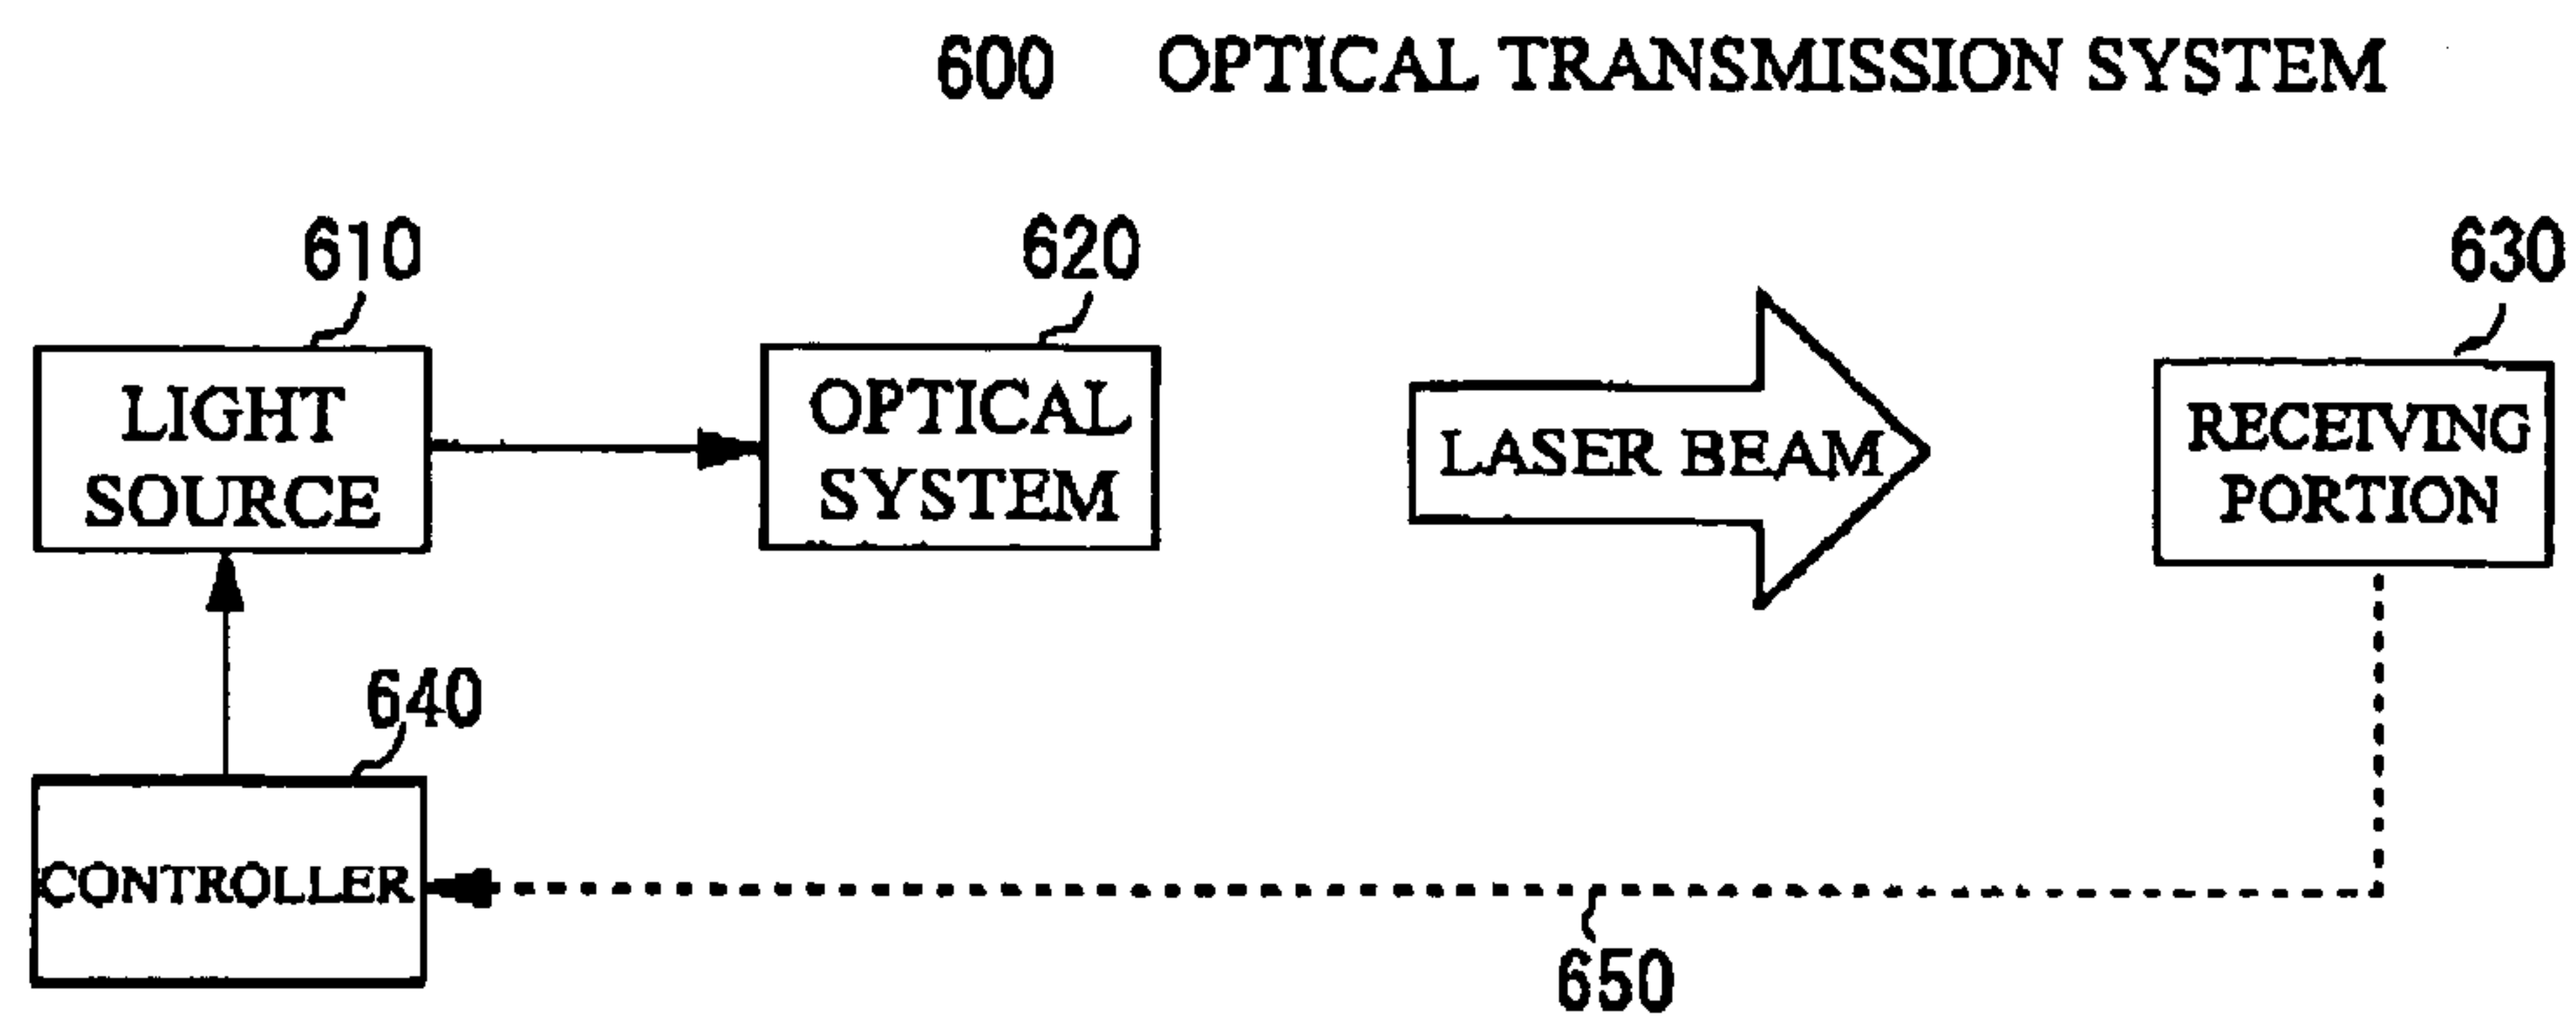 600 OPTICAL TRANSMISSION SYSTEM
610
620
630
LIGHT
SOURCE
OPTICAL
SYSTEM
LASER BEAM
RECEIVING
PORTION
640
CONTROLLER
650